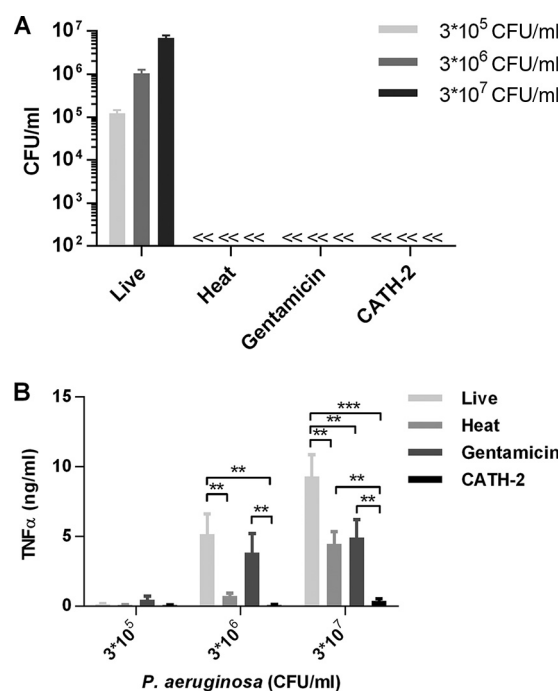 A
CFU/ml
10⁷
10⁶
10⁵
10⁴
10³
10²
<< << <<
<< << <<
<< << <<
Live
Heat
Gentamicin
CATH-2
3*10⁵ CFU/ml
3*10⁶ CFU/ml
3*10⁷ CFU/ml
B
TNFα (ng/ml)
15
10
5
0
**
**
**
***
**
**
**
**
3*10⁵
3*10⁶
3*10⁷
P. aeruginosa (CFU/ml)
Live
Heat
Gentamicin
CATH-2